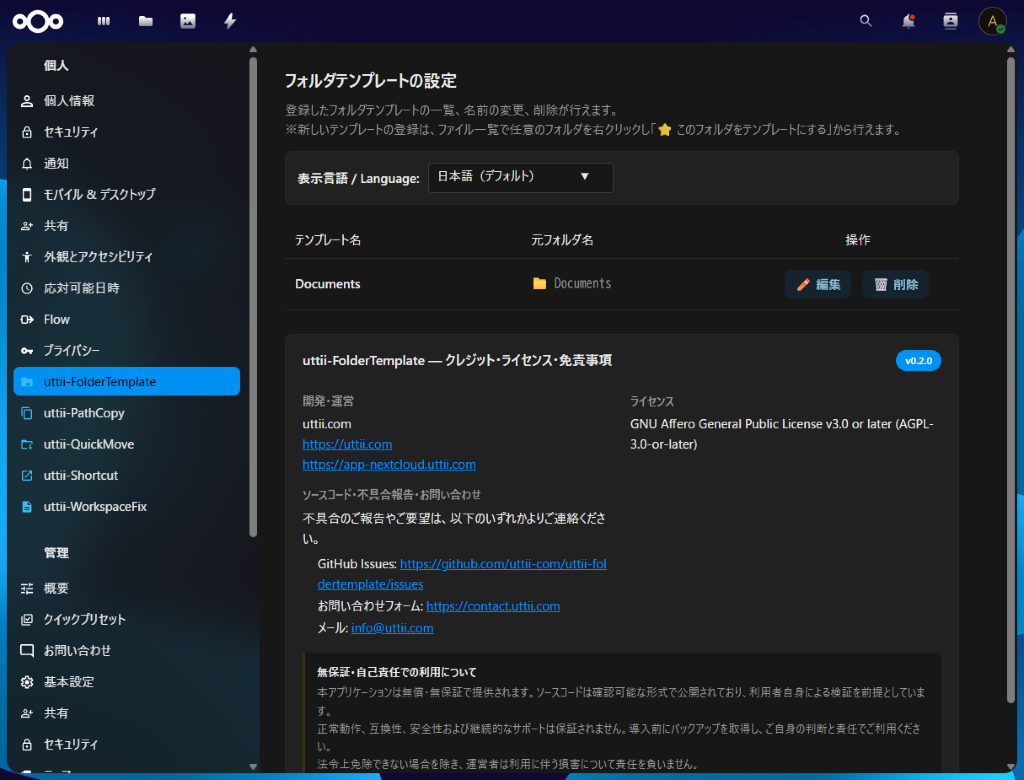 A
個人
個人情報
セキュリティ
通知
モバイル & デスクトップ
共有
外観とアクセシビリティ
応対可能日時
Flow
プライバシー
uttii-FolderTemplate
uttii-PathCopy
uttii-QuickMove
uttii-Shortcut
uttii-WorkspaceFix
管理
概要
クイックプリセット
お問い合わせ
基本設定
共有
セキュリティ
フォルダテンプレートの設定
登録したフォルダテンプレートの一覧、名前の変更、削除が行えます。
※新しいテンプレートの登録は、ファイル一覧で任意のフォルダを右クリックし「⭐ このフォルダをテンプレートにする」から行えます。
表示言語 / Language: 日本語 (デフォルト) ▼
テンプレート名 元フォルダ名 操作
Documents Documents 編集 削除
uttii-FolderTemplate — クレジット・ライセンス・免責事項 v0.2.0
開発・運営
uttii.com
https://uttii.com
https://app-nextcloud.uttii.com
ライセンス
GNU Affero General Public License v3.0 or later (AGPL-
3.0-or-later)
ソースコード・不具合報告・お問い合わせ
不具合のご報告やご要望は、以下のいずれかよりご連絡くださ
い。
GitHub Issues: https://github.com/uttii-com/uttii-fol
dertemplate/issues
お問い合わせフォーム: https://contact.uttii.com
メール: info@uttii.com
無保証・自己責任での利用について
本アプリケーションは無償・無保証で提供されます。ソースコードは確認可能な形式で公開されており、利用者自身による検証を前提としていま
す。
正常動作、互換性、安全性および継続的なサポートは保証されません。導入前にバックアップを取得し、ご自身の判断と責任でご利用くださ
い。
法令上免除できない場合を除き、運営者は利用に伴う損害について責任を負いません。